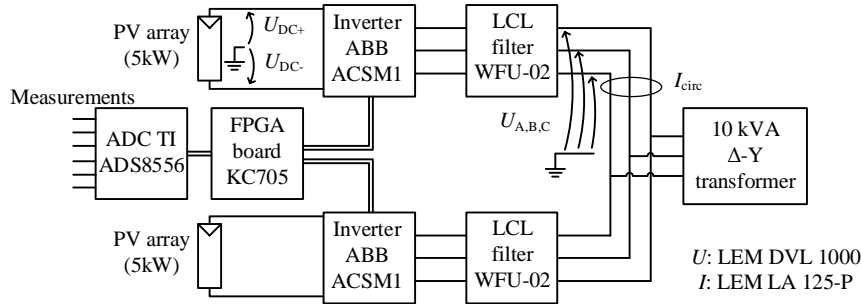 PV array
(5kW)
U_DC+
U_DC-
Inverter
ABB
ACSM1
LCL
filter
WFU-02
I_circ
U_A,B,C
Measurements
ADC TI
ADS8556
FPGA
board
KC705
10 kVA
Δ-Y
transformer
PV array
(5kW)
Inverter
ABB
ACSM1
LCL
filter
WFU-02
U: LEM DVL 1000
I: LEM LA 125-P